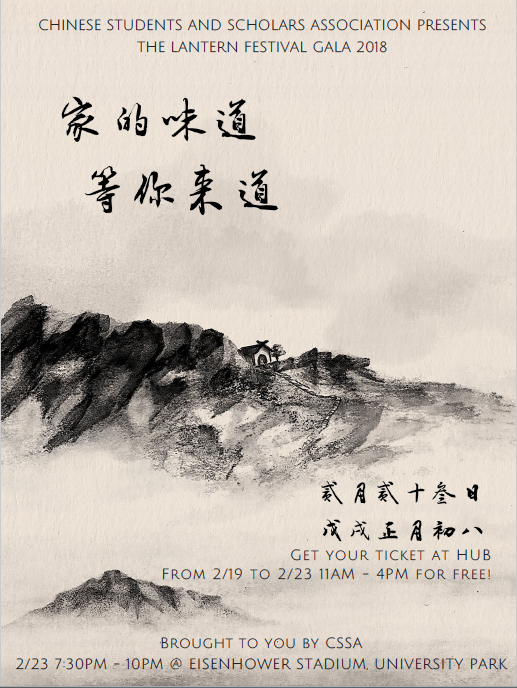 CHINESE STUDENTS AND SCHOLARS ASSOCIATION PRESENTS
THE LANTERN FESTIVAL GALA 2018
家的味道
等你来道
贰月贰十叁日
戊戌正月初八
GET YOUR TICKET AT HUB
FROM 2/19 TO 2/23 11AM - 4PM FOR FREE!
BROUGHT TO YOU BY CSSA
2/23 7:30PM - 10PM @ EISENHOWER STADIUM, UNIVERSITY PARK